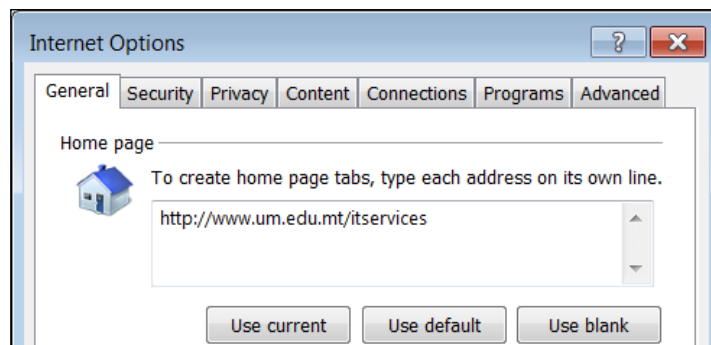 Internet Options
General Security Privacy Content Connections Programs Advanced
Home page
To create home page tabs, type each address on its own line.
http://www.um.edu.mt/itservices
Use current Use default Use blank